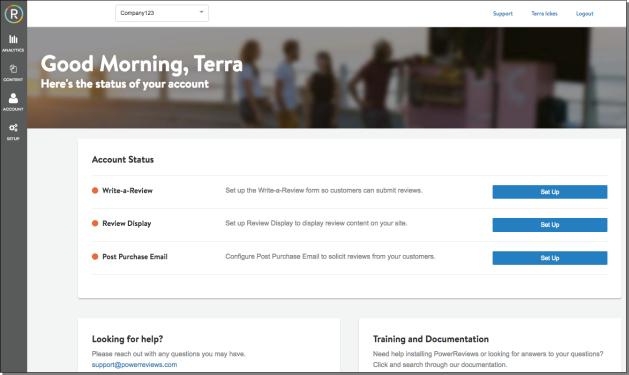 R
Company123
Support
Terra Ickes
Logout
ANALYTICS
CONTENT
ACCOUNT
SETUP
Good Morning, Terra
Here's the status of your account
Account Status
Write-a-Review
Set up the Write-a-Review form so customers can submit reviews.
Set Up
Review Display
Set up Review Display to display review content on your site.
Set Up
Post Purchase Email
Configure Post Purchase Email to solicit reviews from your customers.
Set Up
Looking for help?
Please reach out with any questions you may have.
support@powerreviews.com
Training and Documentation
Need help installing PowerReviews or looking for answers to your questions?
Click and search through our documentation.